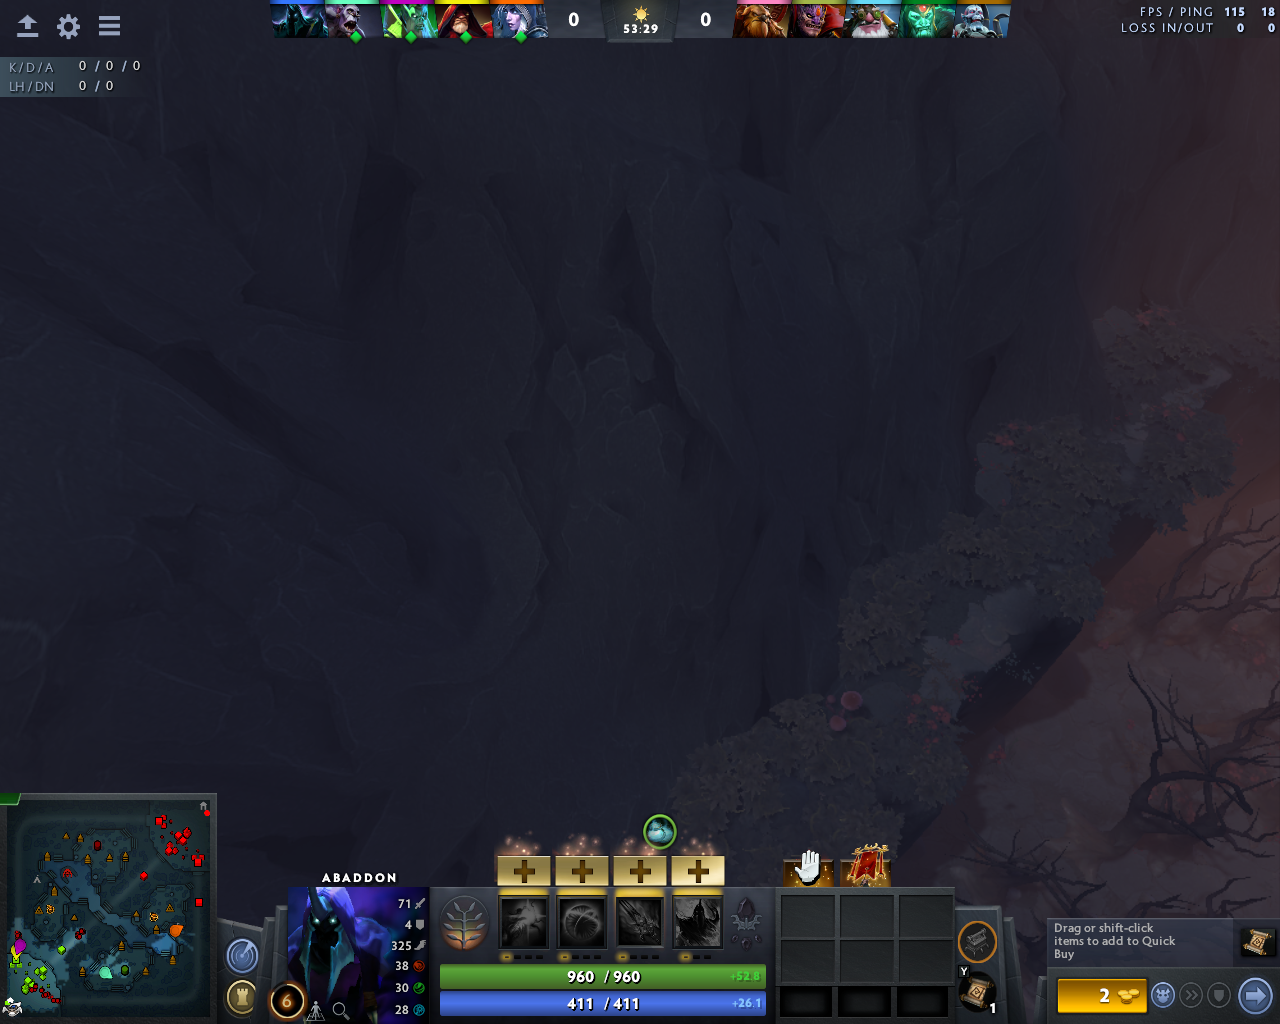 0 53:29 0
FPS / PING 115 18
LOSS IN/OUT 0 0
K/D/A 0 / 0 / 0
LH/DN 0 / 0
ABADDON
71
4
325
38
30
28
6
960 / 960 +52.8
411 / 411 +26.1
Y
1
Drag or shift-click
items to add to Quick
Buy
2